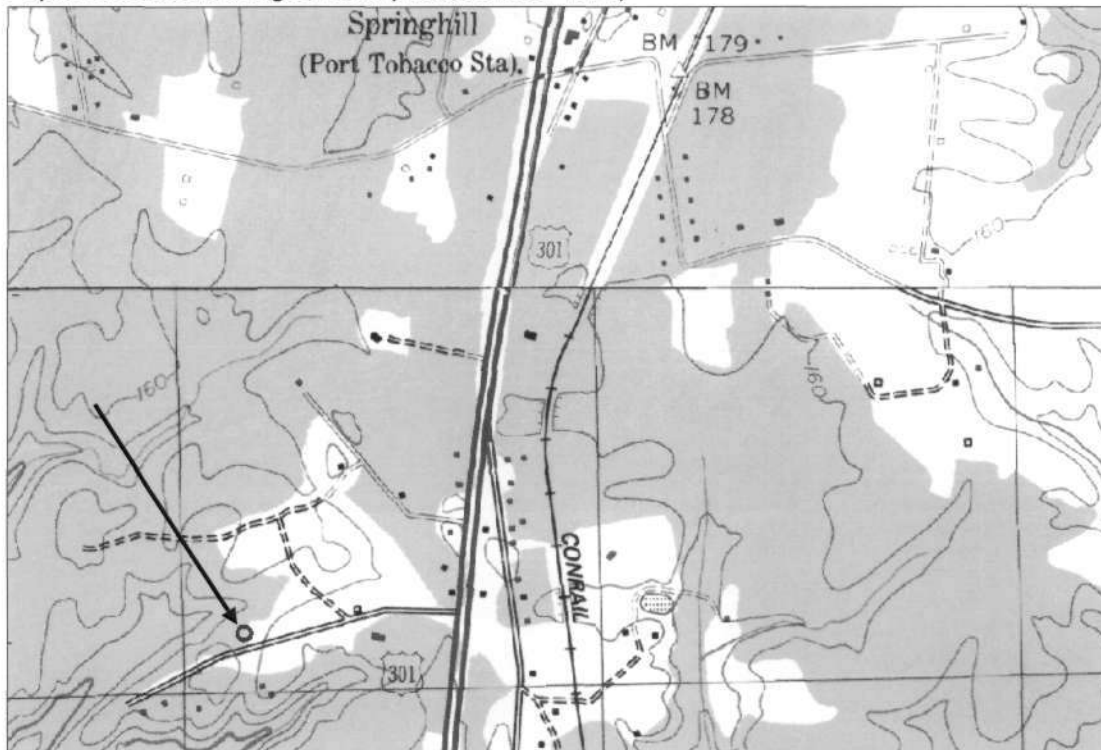 Springhill
(Port Tobacco Sta).
BM 179
BM
178
301
160
160
160
CONRAIL
301